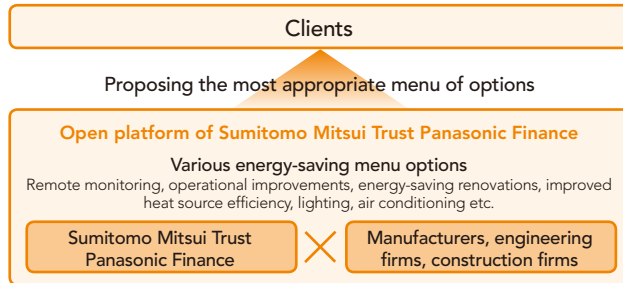 Clients
Proposing the most appropriate menu of options
Open platform of Sumitomo Mitsui Trust Panasonic Finance
Various energy-saving menu options
Remote monitoring, operational improvements, energy-saving renovations, improved
heat source efficiency, lighting, air conditioning etc.
Sumitomo Mitsui Trust
Panasonic Finance
Manufacturers, engineering
firms, construction firms